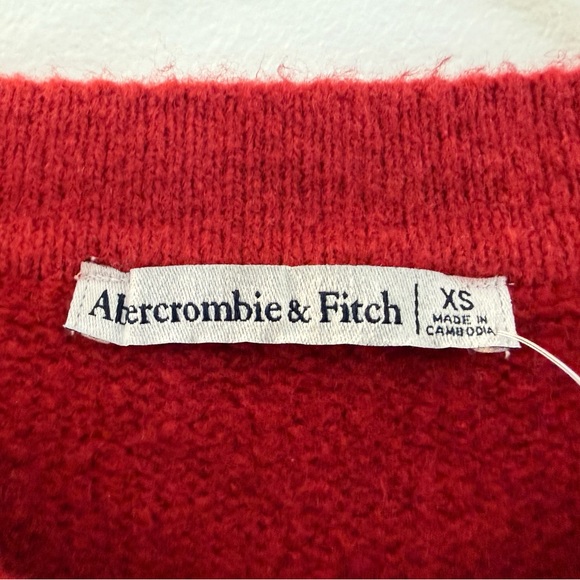 Abercrombie & Fitch
XS
MADE IN
CAMBODIA